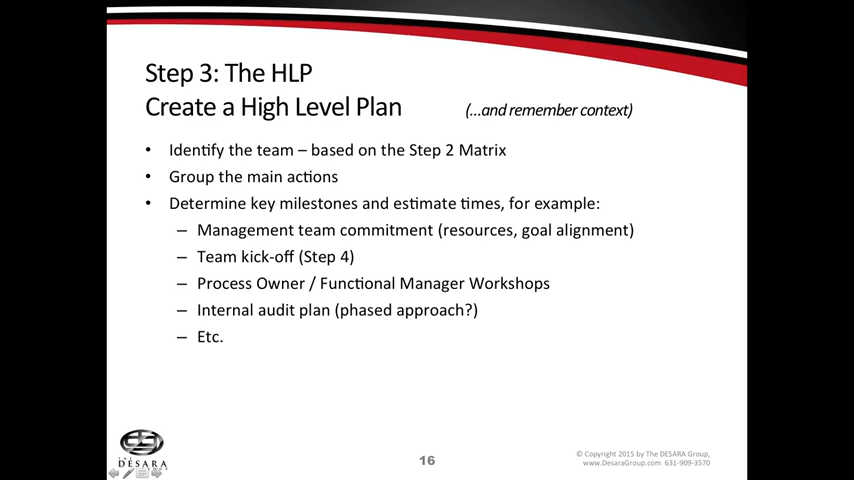 Step 3: The HLP
Create a High Level Plan (...and remember context)
• Identify the team – based on the Step 2 Matrix
• Group the main actions
• Determine key milestones and estimate times, for example:
– Management team commitment (resources, goal alignment)
– Team kick-off (Step 4)
– Process Owner / Functional Manager Workshops
– Internal audit plan (phased approach?)
– Etc.
THE
DESARA
GROUP
16
© Copyright 2015 by The DESARA Group,
www.DesaraGroup.com 631-909-3570